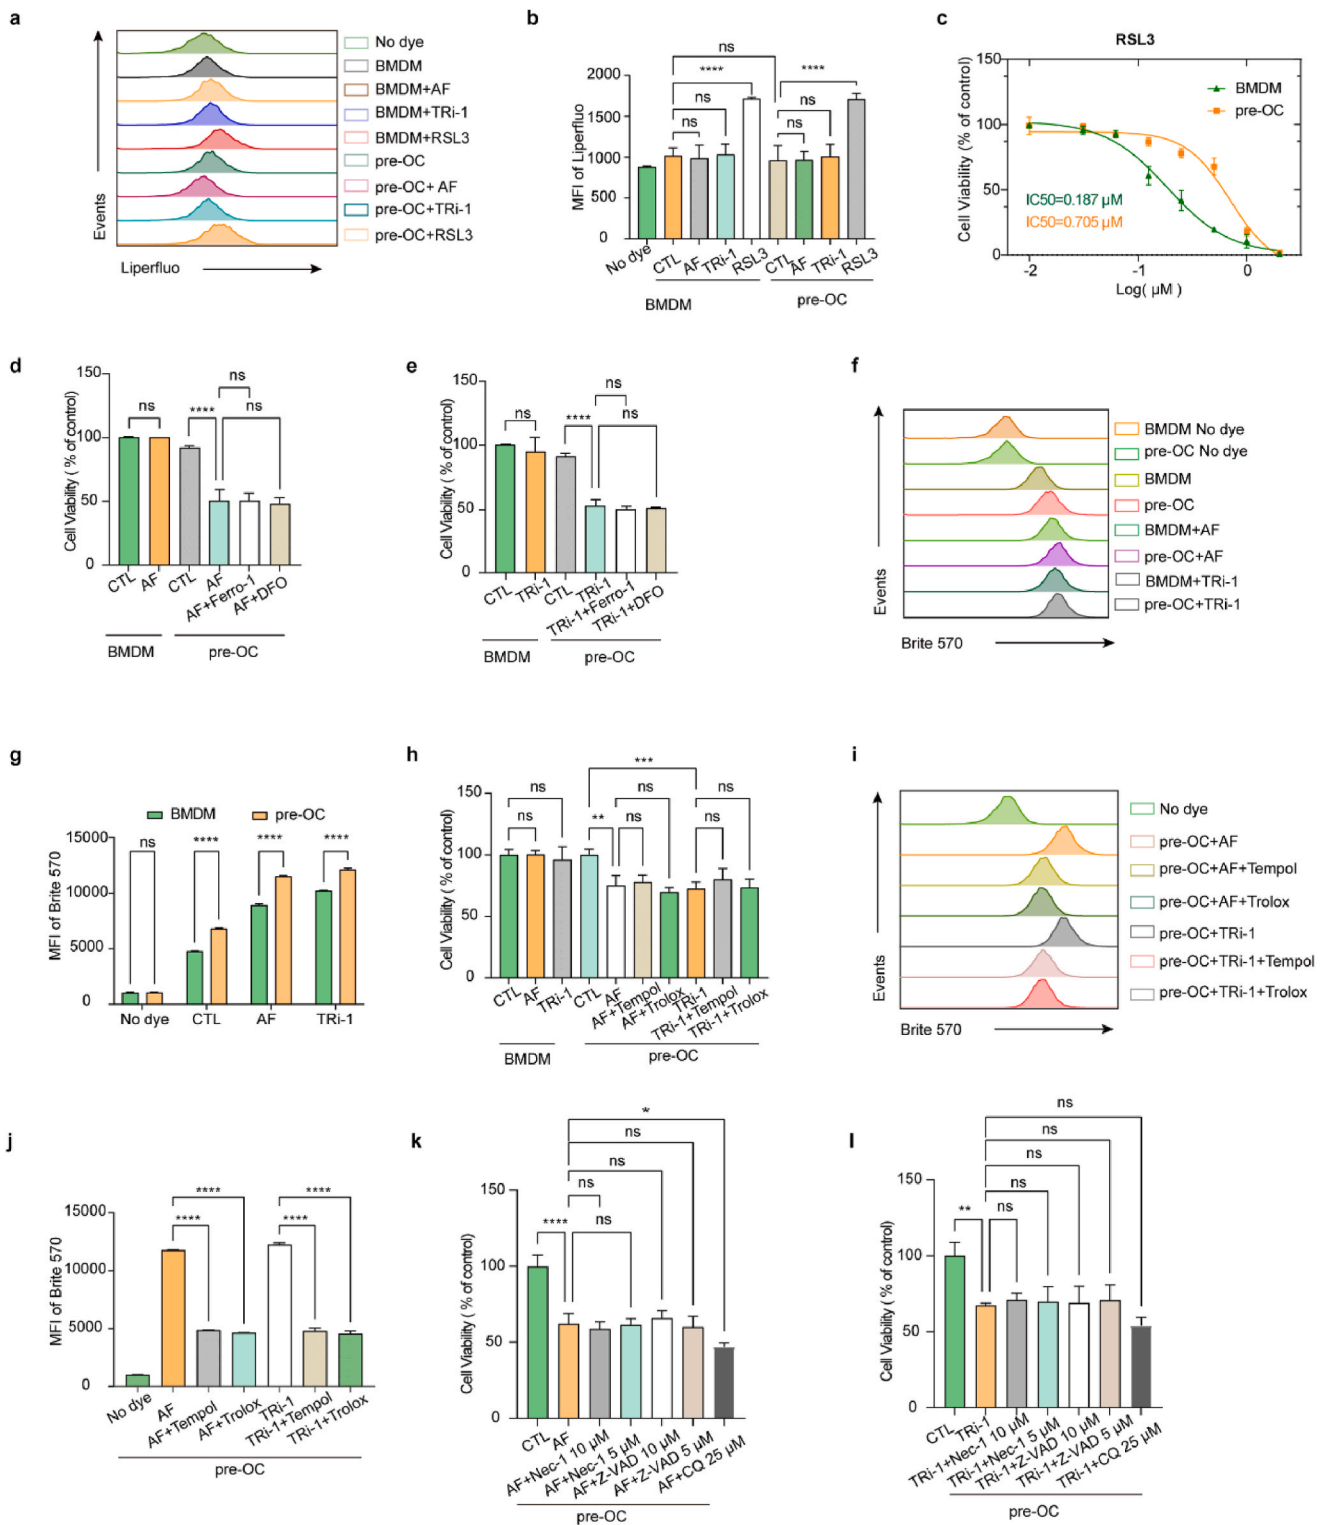 a
No dye
BMDM
BMDM+AF
BMDM+TRi-1
BMDM+RSL3
pre-OC
pre-OC+ AF
pre-OC+TRi-1
pre-OC+RSL3
Events
Liperfluo
b
ns
****
****
ns
ns
ns
ns
MFI of Liperfluo
2000
1500
1000
500
0
No dye
CTL
AF
TRi-1
RSL3
CTL
AF
TRi-1
RSL3
BMDM
pre-OC
c
RSL3
BMDM
pre-OC
Cell Viability (% of control)
150
100
50
0
IC50=0.187 µM
IC50=0.705 µM
-2
-1
0
Log( µM )
d
Cell Viability ( % of control)
150
100
50
0
ns
****
ns
ns
CTL
AF
CTL
AF
AF+Ferro-1
AF+DFO
BMDM
pre-OC
e
Cell Viability ( % of control)
150
100
50
0
ns
****
ns
ns
CTL
TRi-1
CTL
TRi-1
TRi-1+Ferro-1
TRi-1+DFO
BMDM
pre-OC
f
BMDM No dye
pre-OC No dye
BMDM
pre-OC
BMDM+AF
pre-OC+AF
BMDM+TRi-1
pre-OC+TRi-1
Events
Brite 570
g
BMDM
pre-OC
MFI of Brite 570
15000
10000
5000
0
ns
****
****
****
No dye
CTL
AF
TRi-1
h
Cell Viability ( % of control)
150
100
50
0
***
ns
ns
ns
ns
**
ns
ns
CTL
AF
TRi-1
CTL
AF
AF+Tempol
AF+Trolox
TRi-1
TRi-1+Tempol
TRi-1+Trolox
BMDM
pre-OC
i
No dye
pre-OC+AF
pre-OC+AF+Tempol
pre-OC+AF+Trolox
pre-OC+TRi-1
pre-OC+TRi-1+Tempol
pre-OC+TRi-1+Trolox
Events
Brite 570
j
MFI of Brite 570
15000
10000
5000
0
****
****
****
****
No dye
AF
AF+Tempol
AF+Trolox
TRi-1
TRi-1+Tempol
TRi-1+Trolox
pre-OC
k
Cell Viability ( % of control)
150
100
50
0
*
ns
ns
ns
****
ns
CTL
AF
AF+Nec-1 10 µM
AF+Nec-1 5 µM
AF+Z-VAD 10 µM
AF+Z-VAD 5 µM
AF+CQ 25 µM
pre-OC
l
Cell Viability ( % of control)
150
100
50
0
ns
ns
ns
ns
**
ns
CTL
TRi-1
TRi-1+Nec-1 10 µM
TRi-1+Nec-1 5 µM
TRi-1+Z-VAD 10 µM
TRi-1+Z-VAD 5 µM
TRi-1+CQ 25 µM
pre-OC